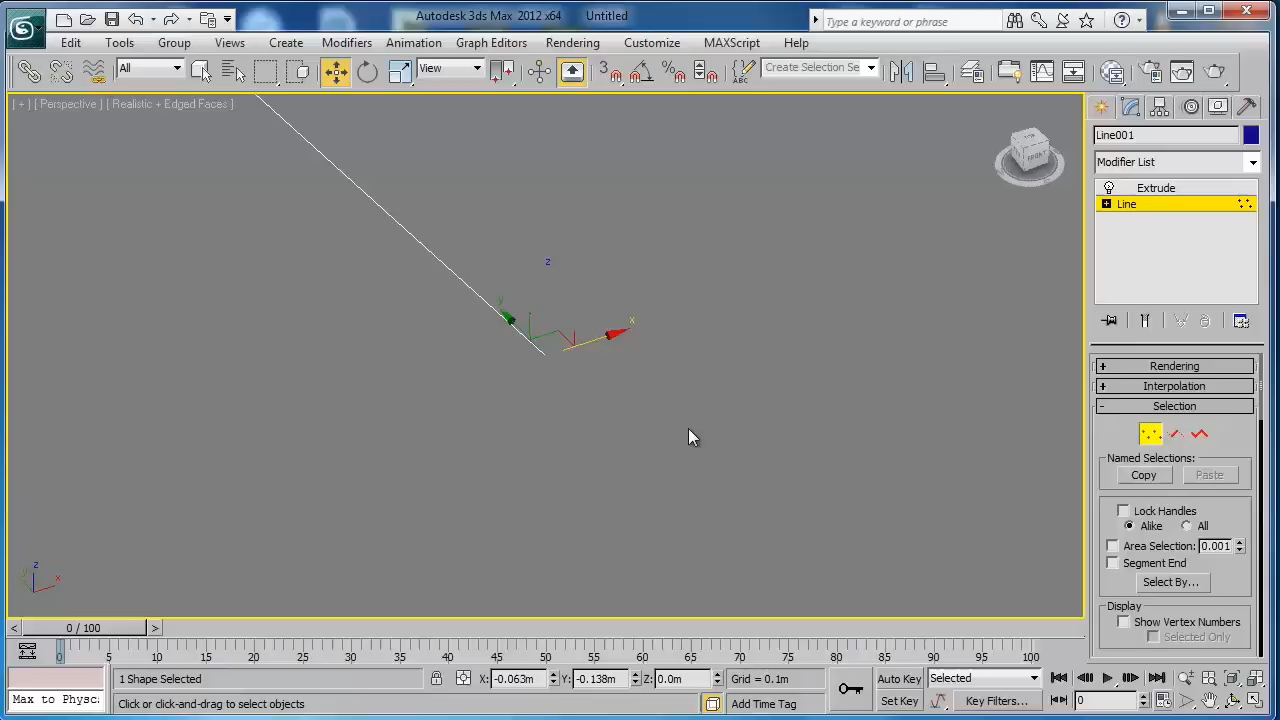 Autodesk 3ds Max 2012 x64 Untitled
Type a keyword or phrase
Edit Tools Group Views Create Modifiers Animation Graph Editors Rendering Customize MAXScript Help
All View Create Selection Se
[ + ] [ Perspective ] [ Realistic + Edged Faces ]
FRONT
Line001
Modifier List
Extrude
Line
z
y
x
Rendering
Interpolation
Selection
Named Selections:
Copy Paste
Lock Handles
Alike All
Area Selection: 0.001
Segment End
Select By...
Display
Show Vertex Numbers
Selected Only
z
y x
< 0 / 100 >
0 5 10 15 20 25 30 35 40 45 50 55 60 65 70 75 80 85 90 95 100
1 Shape Selected X: -0.063m Y: -0.138m Z: 0.0m Grid = 0.1m Auto Key Selected
Max to Physc: Click or click-and-drag to select objects Add Time Tag Set Key Key Filters... 0